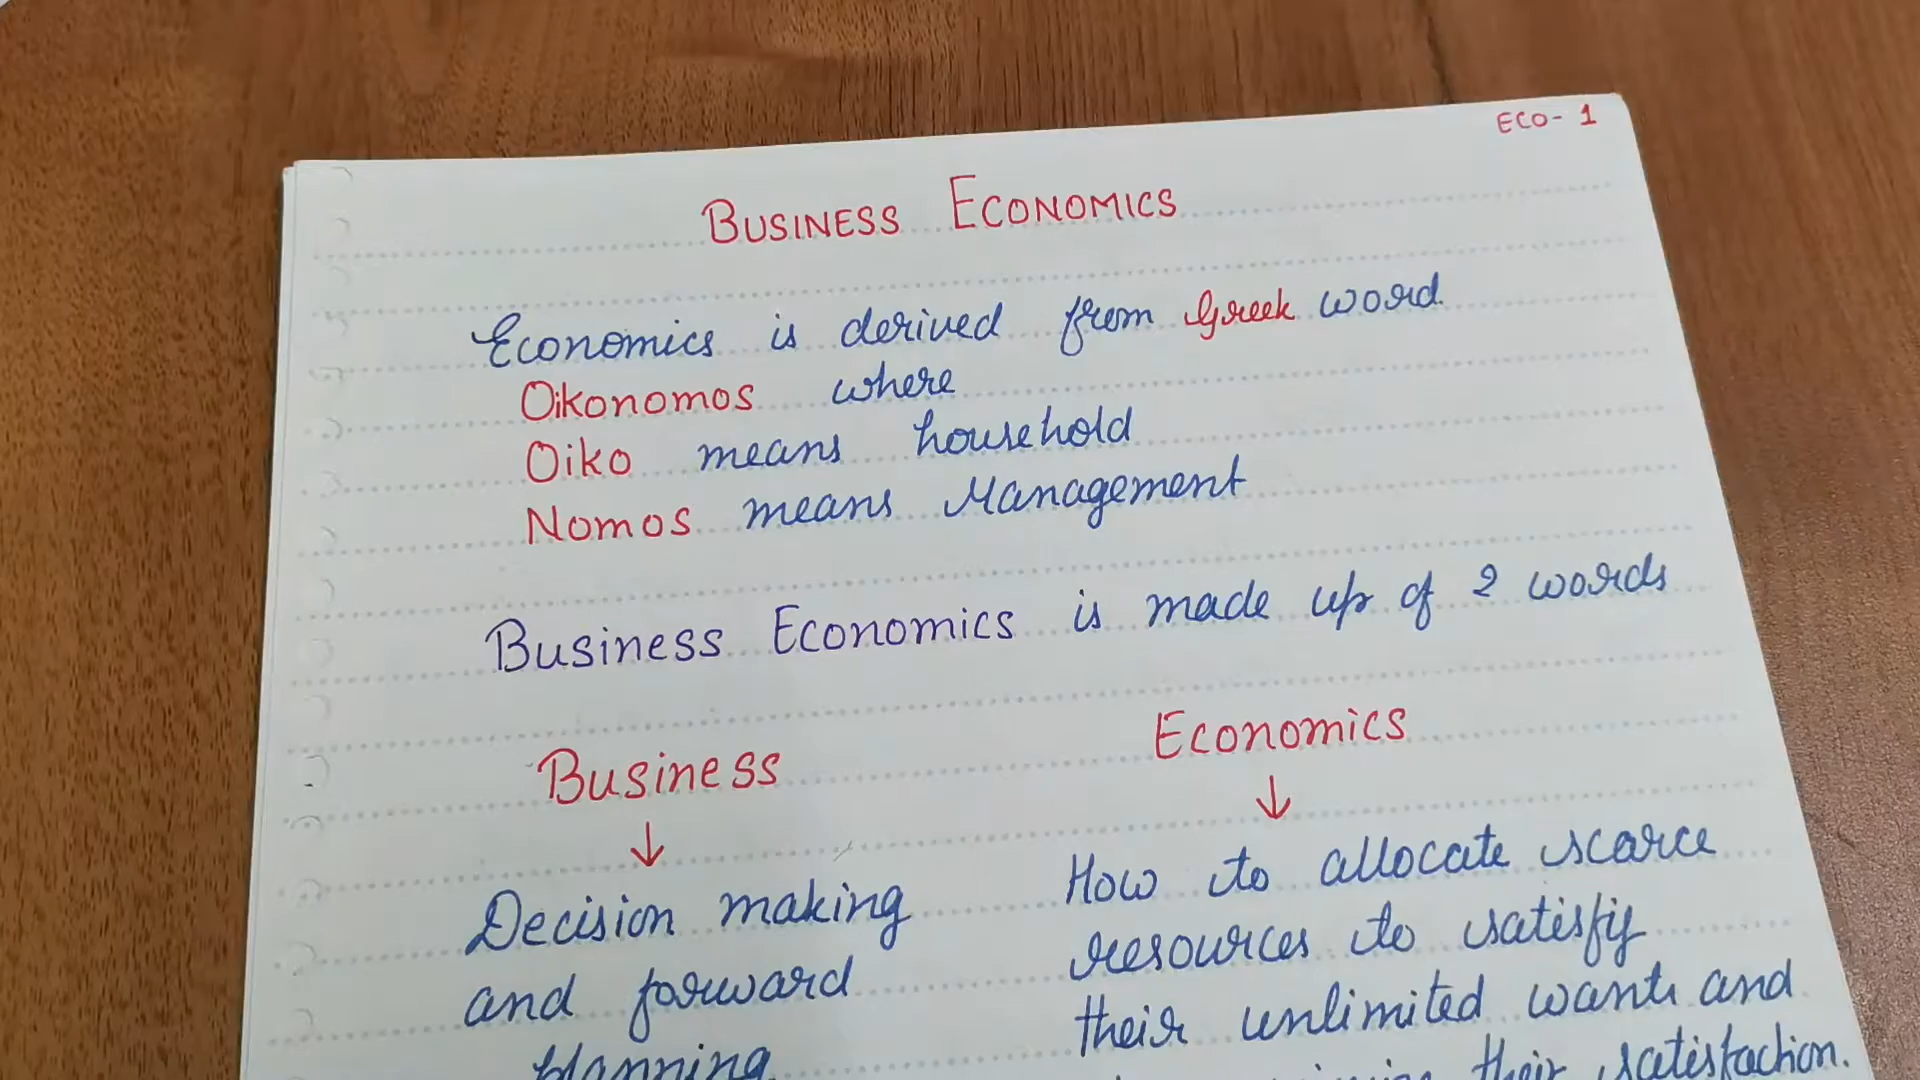 ECO- 1
BUSINESS ECONOMICS
Economics is derived from Greek word
Oikonomos where
Oiko means household
Nomos means Management
Business Economics is made up of 2 words
Business
↓
Decision making
and forward
planning
Economics
↓
How to allocate scarce
resources to satisfy
their unlimited wants and
their satisfaction.